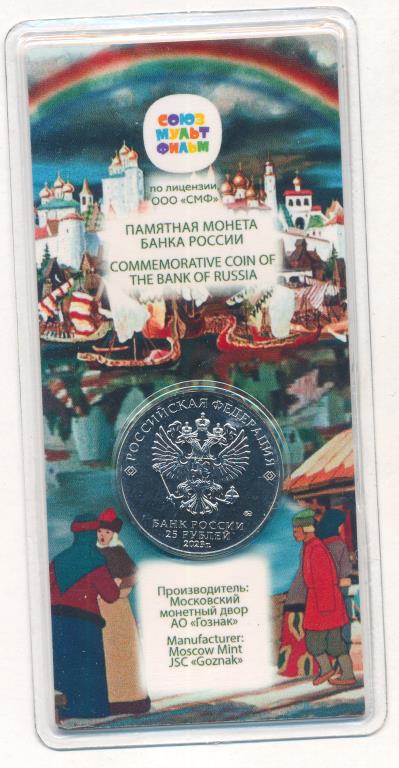 СОЮЗ
МУЛЬТ
ФИЛЬМ
по лицензии
ООО «СМФ»
ПАМЯТНАЯ МОНЕТА
БАНКА РОССИИ
COMMEMORATIVE COIN OF
THE BANK OF RUSSIA
РОССИЙСКАЯ ФЕДЕРАЦИЯ
БАНК РОССИИ
25 РУБЛЕЙ
2023 г.
Производитель:
Московский
монетный двор
АО «Гознак»
Manufacturer:
Moscow Mint
JSC «Goznak»